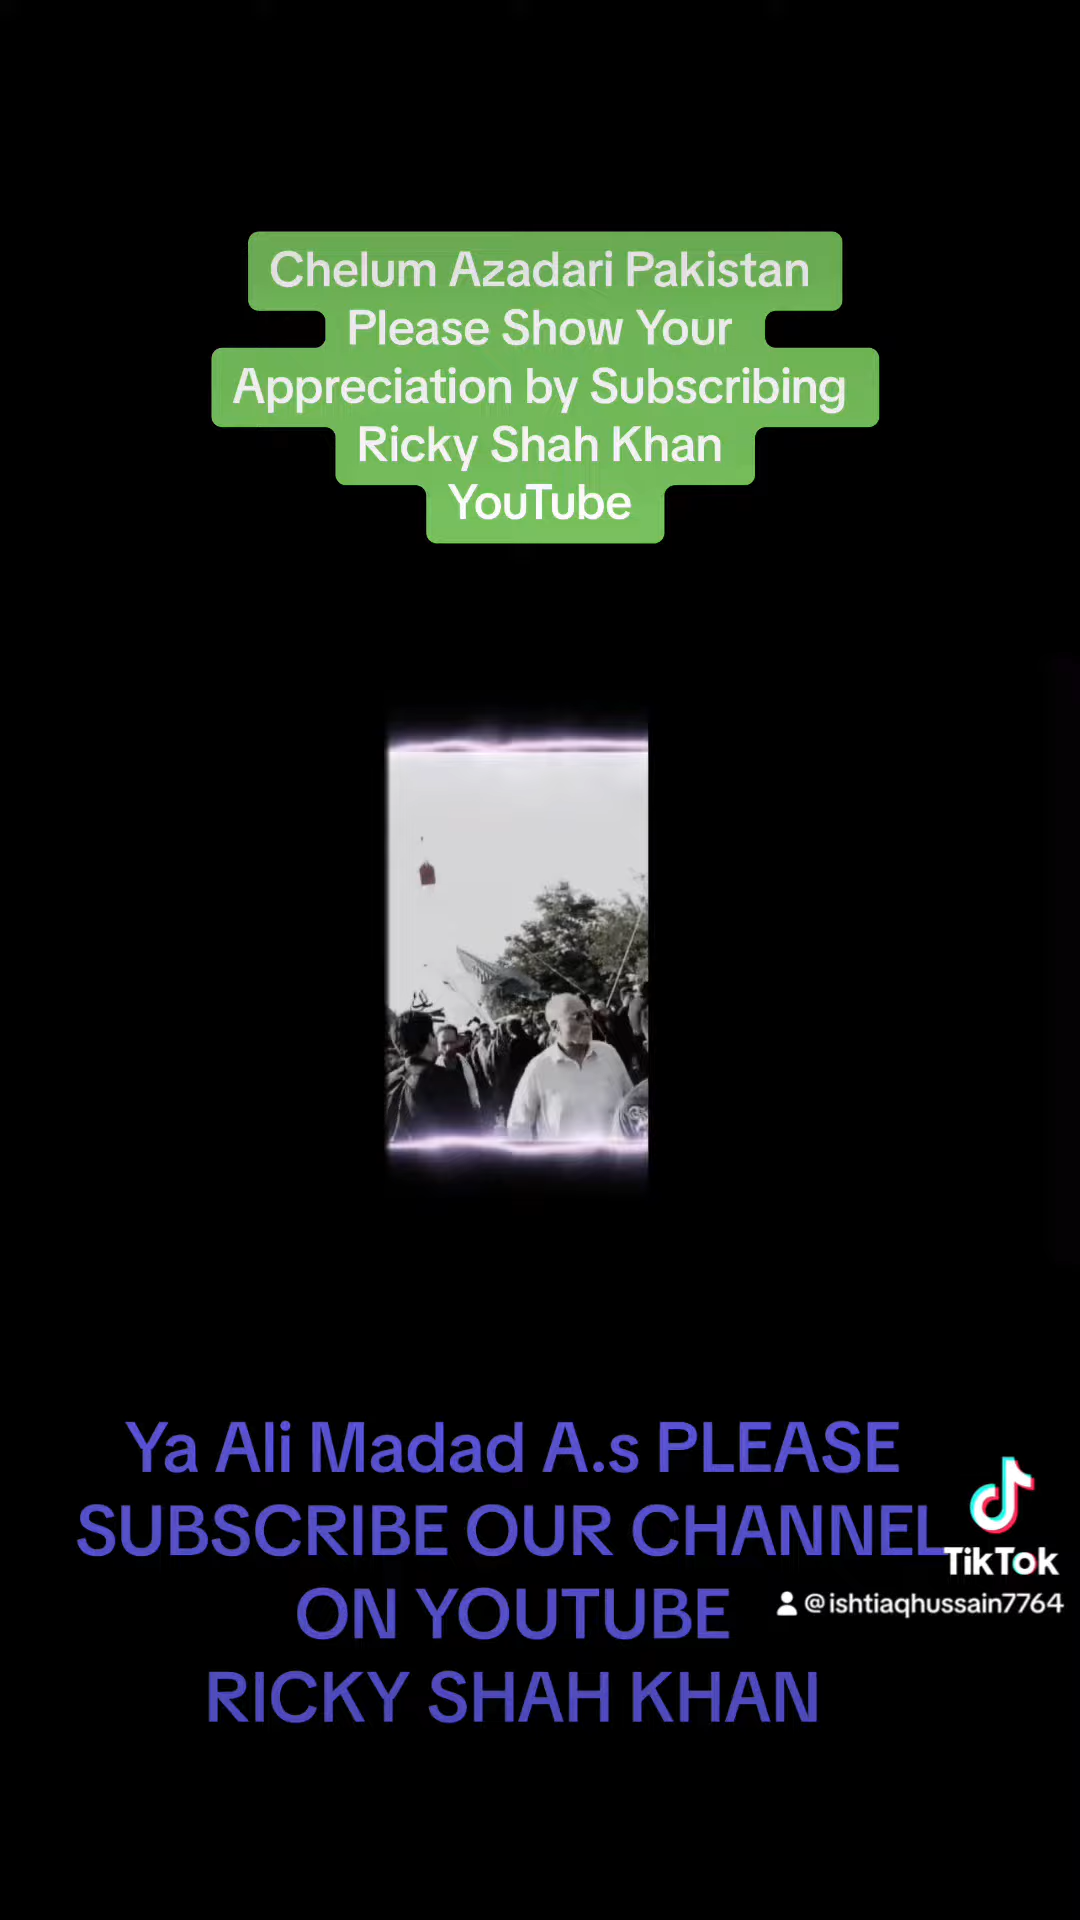 Chelum Azadari Pakistan
Please Show Your
Appreciation by Subscribing
Ricky Shah Khan
YouTube
Ya Ali Madad A.s PLEASE
SUBSCRIBE OUR CHANNEL
ON YOUTUBE
RICKY SHAH KHAN
TikTok
@ishtiaqhussain7764